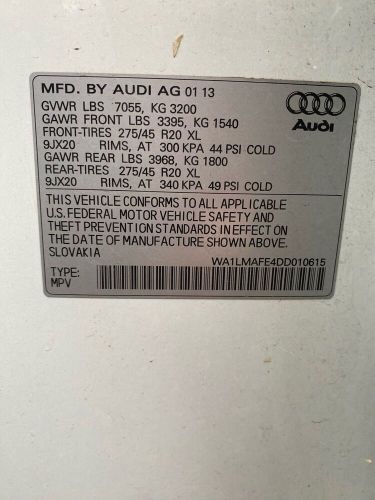 MFD. BY AUDI AG 01 13
GVWR LBS 7055, KG 3200
GAWR FRONT LBS 3395, KG 1540
FRONT-TIRES 275/45 R20 XL
9JX20 RIMS, AT 300 KPA 44 PSI COLD
GAWR REAR LBS 3968, KG 1800
REAR-TIRES 275/45 R20 XL
9JX20 RIMS, AT 340 KPA 49 PSI COLD
Audi
THIS VEHICLE CONFORMS TO ALL APPLICABLE
U.S. FEDERAL MOTOR VEHICLE SAFETY AND
THEFT PREVENTION STANDARDS IN EFFECT ON
THE DATE OF MANUFACTURE SHOWN ABOVE.
SLOVAKIA
WA1LMAFE4DD010615
TYPE:
MPV